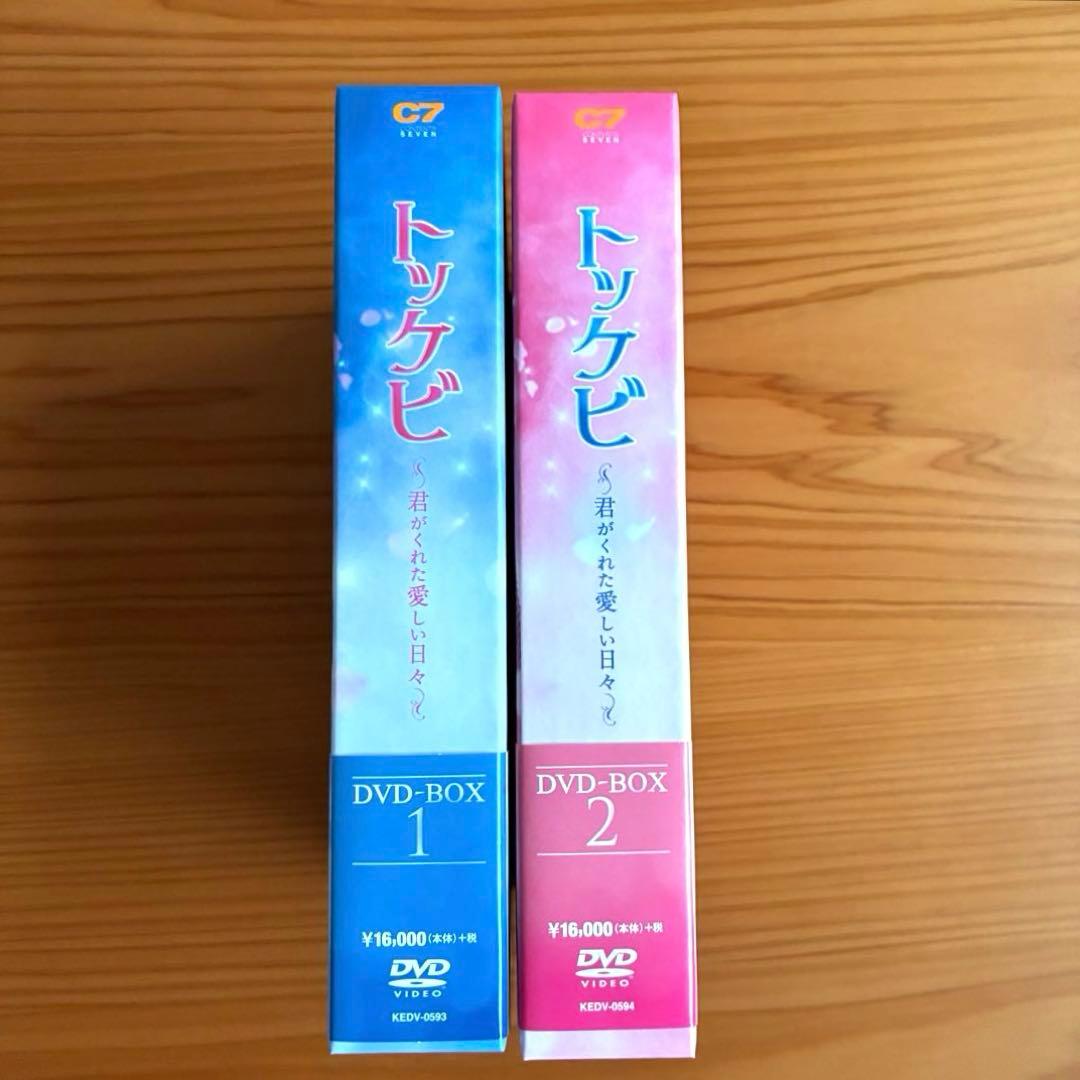 C7
CONTENTS
SEVEN
トッケビ
～君がくれた愛しい日々～
DVD-BOX
1
¥16,000(本体)+税
DVD
VIDEO
KEDV-0593
C7
CONTENTS
SEVEN
トッケビ
～君がくれた愛しい日々～
DVD-BOX
2
¥16,000(本体)+税
DVD
VIDEO
KEDV-0594